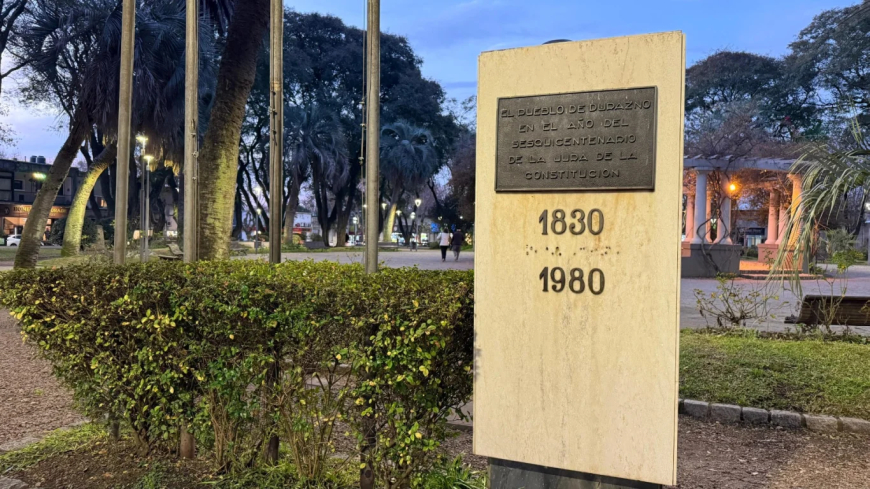 EL PUEBLO DE DURAZNO
EN EL AÑO DEL
SESQUICENTENARIO
DE LA JURA DE LA
CONSTITUCION
1830
1980